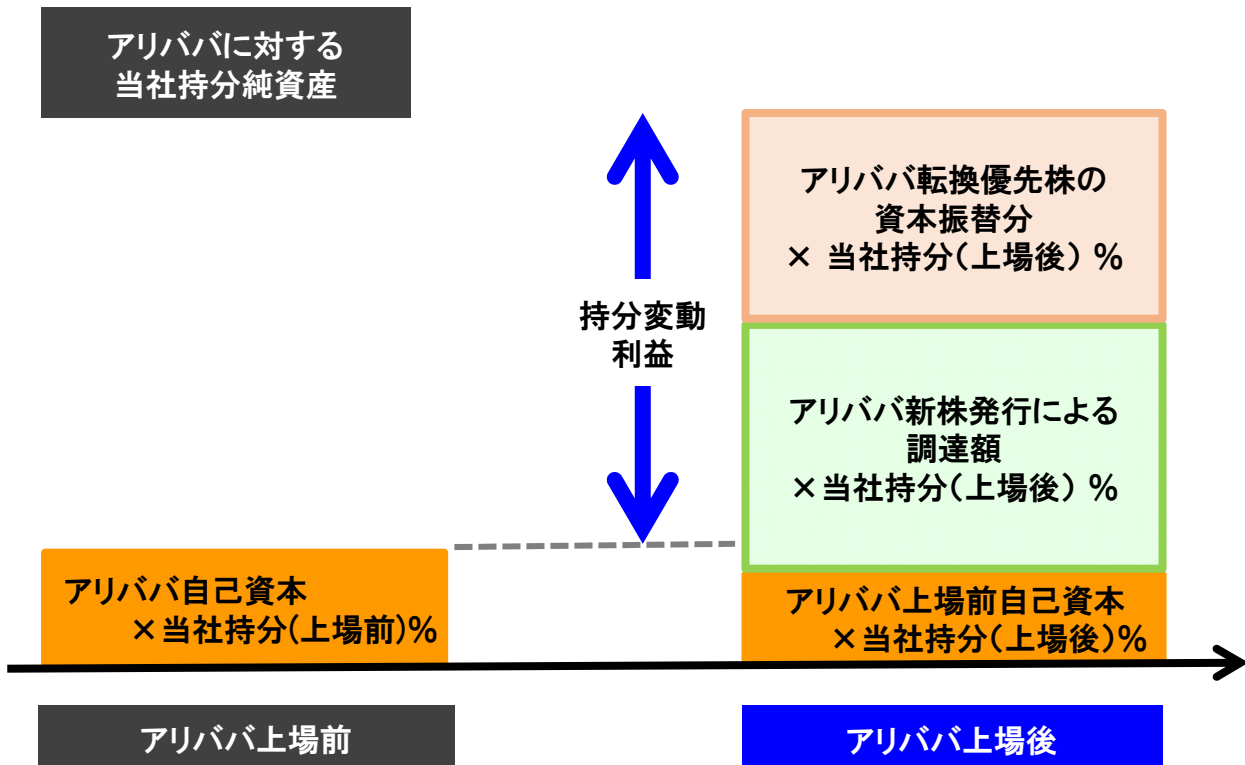 アリババに対する
当社持分純資産
アリババ転換優先株の
資本振替分
× 当社持分(上場後) %
持分変動
利益
アリババ新株発行による
調達額
×当社持分(上場後) %
アリババ自己資本
×当社持分(上場前)%
アリババ上場前自己資本
×当社持分(上場後)%
アリババ上場前
アリババ上場後